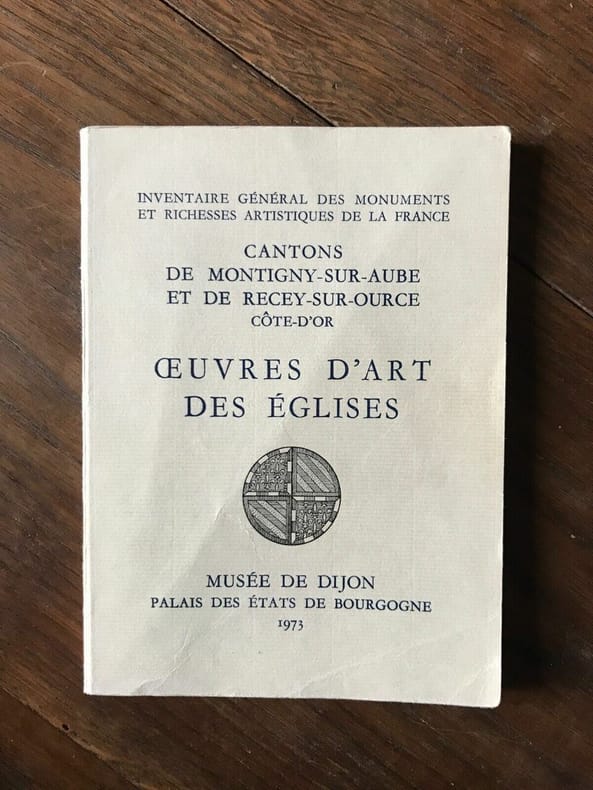 INVENTAIRE GÉNÉRAL DES MONUMENTS
ET RICHESSES ARTISTIQUES DE LA FRANCE
CANTONS
DE MONTIGNY-SUR-AUBE
ET DE RECEY-SUR-OURCE
CÔTE-D'OR
ŒUVRES D'ART
DES ÉGLISES
MUSÉE DE DIJON
PALAIS DES ÉTATS DE BOURGOGNE
1973